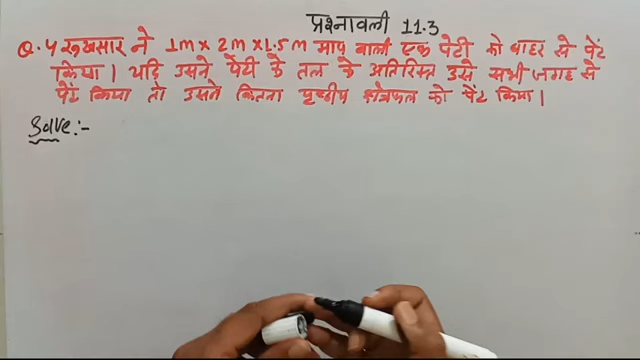 प्रश्नावली 11.3
Q.4 रुखसार ने 1m x 2m x 1.5m माप वाली एक पेटी को बाहर से पेंट
किया। यदि उसने पेटी के तल के अतिरिक्त उसे सभी जगह से
पेंट किया तो उसने कितना पृष्ठीय क्षेत्रफल को पेंट किया।
Solve:-